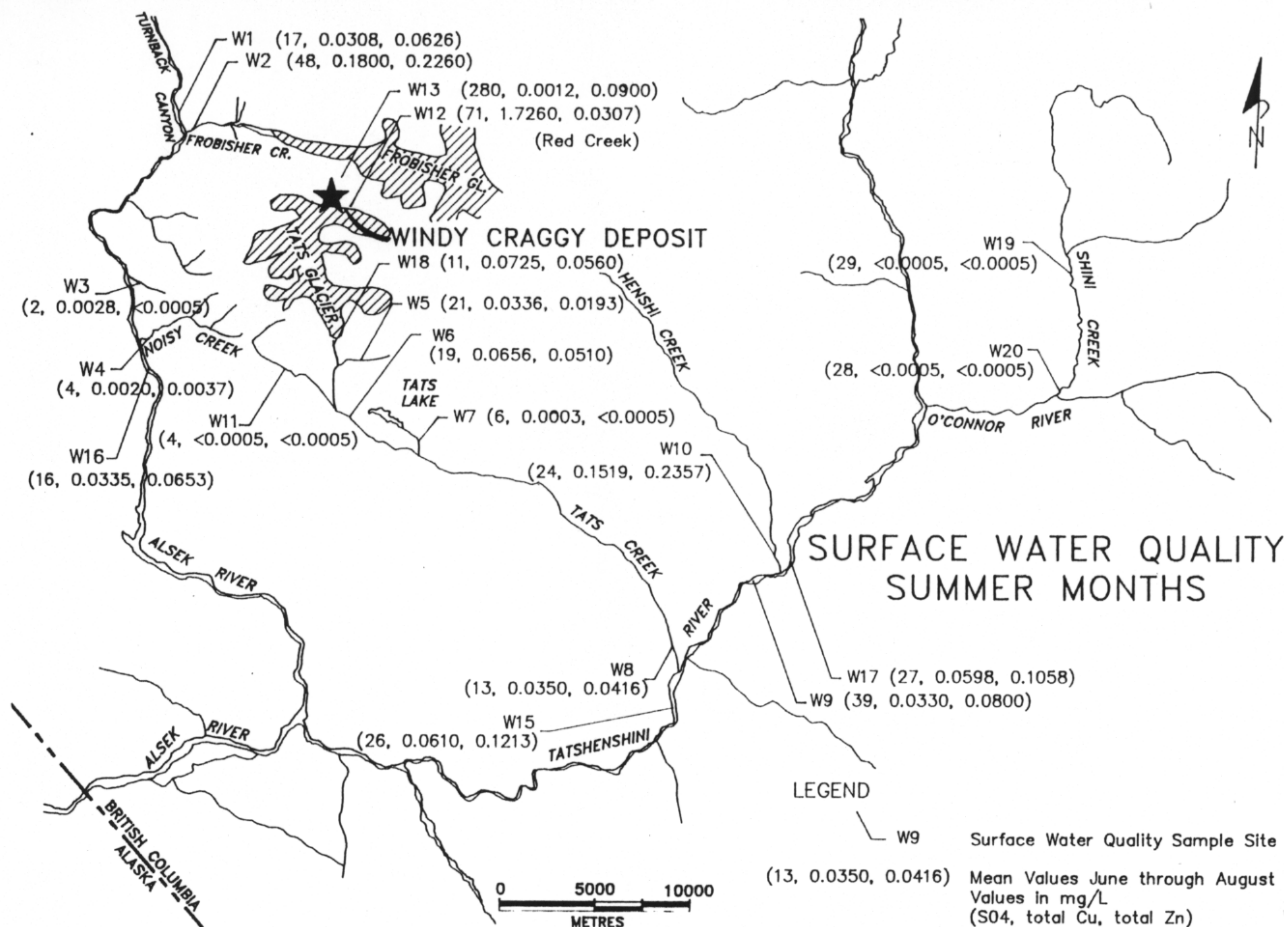 TURNBACK CANYON
W1 (17, 0.0308, 0.0626)
W2 (48, 0.1800, 0.2260)
W13 (280, 0.0012, 0.0900)
W12 (71, 1.7260, 0.0307)
(Red Creek)
FROBISHER CR.
FROBISHER GL.
N
TATS GLACIER
WINDY CRAGGY DEPOSIT
W18 (11, 0.0725, 0.0560)
W5 (21, 0.0336, 0.0193)
W6
(19, 0.0656, 0.0510)
HENSHI CREEK
W19
(29, <0.0005, <0.0005)
SHINI CREEK
W3
(2, 0.0028, <0.0005)
NOISY CREEK
W4
(4, 0.0020, 0.0037)
W20
(28, <0.0005, <0.0005)
TATS
LAKE
W7 (6, 0.0003, <0.0005)
W11
(4, <0.0005, <0.0005)
O'CONNOR RIVER
W16
(16, 0.0335, 0.0653)
W10
(24, 0.1519, 0.2357)
TATS CREEK
ALSEK RIVER
SURFACE WATER QUALITY
SUMMER MONTHS
RIVER
W8
(13, 0.0350, 0.0416)
W17 (27, 0.0598, 0.1058)
W9 (39, 0.0330, 0.0800)
W15
(26, 0.0610, 0.1213)
TATSHENSHINI
ALSEK RIVER
LEGEND
BRITISH COLUMBIA
ALASKA
W9 Surface Water Quality Sample Site
(13, 0.0350, 0.0416) Mean Values June through August
Values in mg/L
(SO4, total Cu, total Zn)
0 5000 10000
METRES